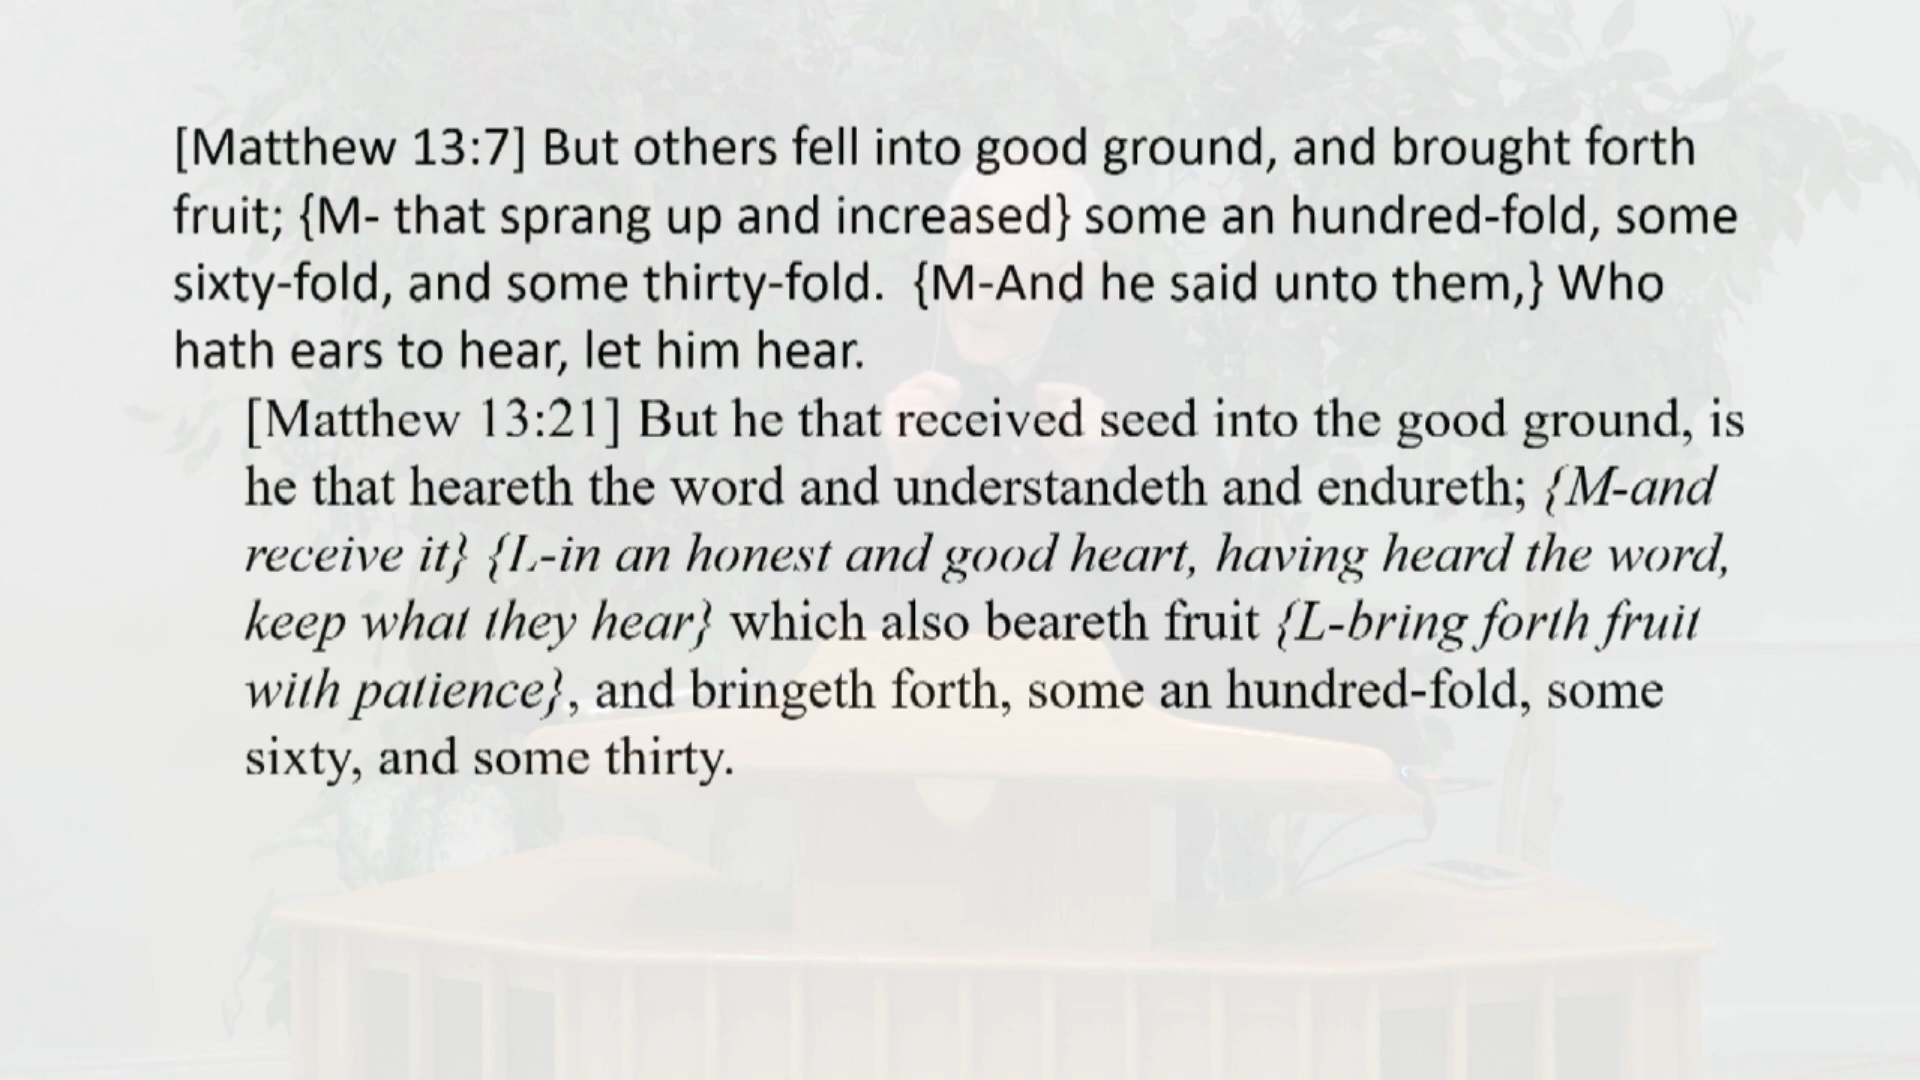 [Matthew 13:7] But others fell into good ground, and brought forth
fruit; {M- that sprang up and increased} some an hundred-fold, some
sixty-fold, and some thirty-fold.  {M-And he said unto them,} Who
hath ears to hear, let him hear.
[Matthew 13:21] But he that received seed into the good ground, is
he that heareth the word and understandeth and endureth; {M-and
receive it} {L-in an honest and good heart, having heard the word,
keep what they hear} which also beareth fruit {L-bring forth fruit
with patience}, and bringeth forth, some an hundred-fold, some
sixty, and some thirty.